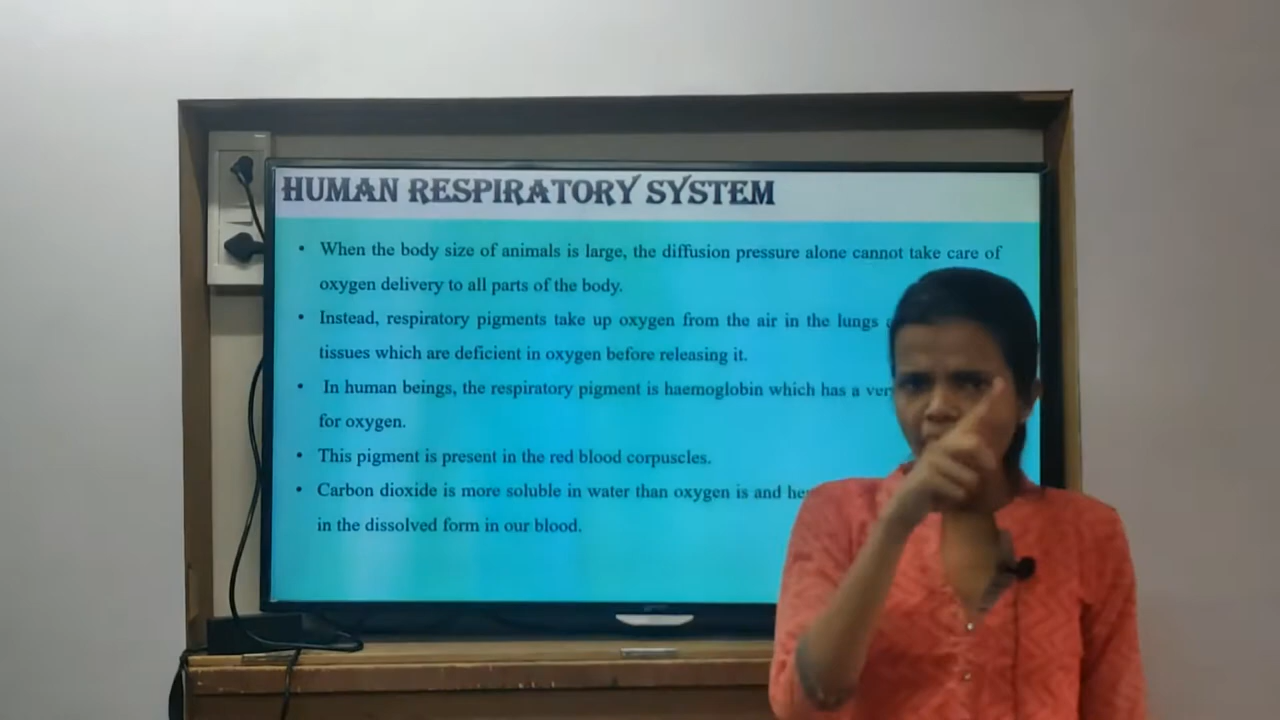 HUMAN RESPIRATORY SYSTEM
• When the body size of animals is large, the diffusion pressure alone cannot take care of
oxygen delivery to all parts of the body.
• Instead, respiratory pigments take up oxygen from the air in the lungs
tissues which are deficient in oxygen before releasing it.
• In human beings, the respiratory pigment is haemoglobin which has a
for oxygen.
• This pigment is present in the red blood corpuscles.
• Carbon dioxide is more soluble in water than oxygen is and
in the dissolved form in our blood.